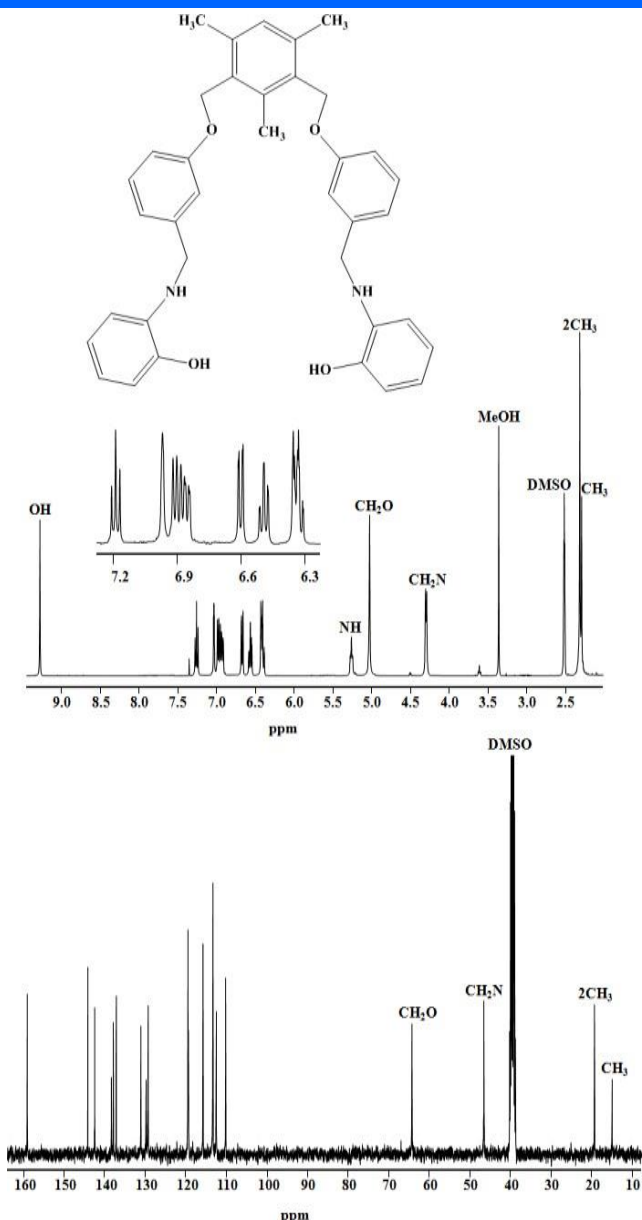 H₃C CH₃
CH₃
O O
NH NH
OH HO
2CH₃
MeOH
DMSO
CH₃
OH
CH₂O
CH₂N
NH
7.2 6.9 6.6 6.3
9.0 8.5 8.0 7.5 7.0 6.5 6.0 5.5 5.0 4.5 4.0 3.5 3.0 2.5
ppm
DMSO
CH₂N
2CH₃
CH₂O
CH₃
160 150 140 130 120 110 100 90 80 70 60 50 40 30 20 10
ppm